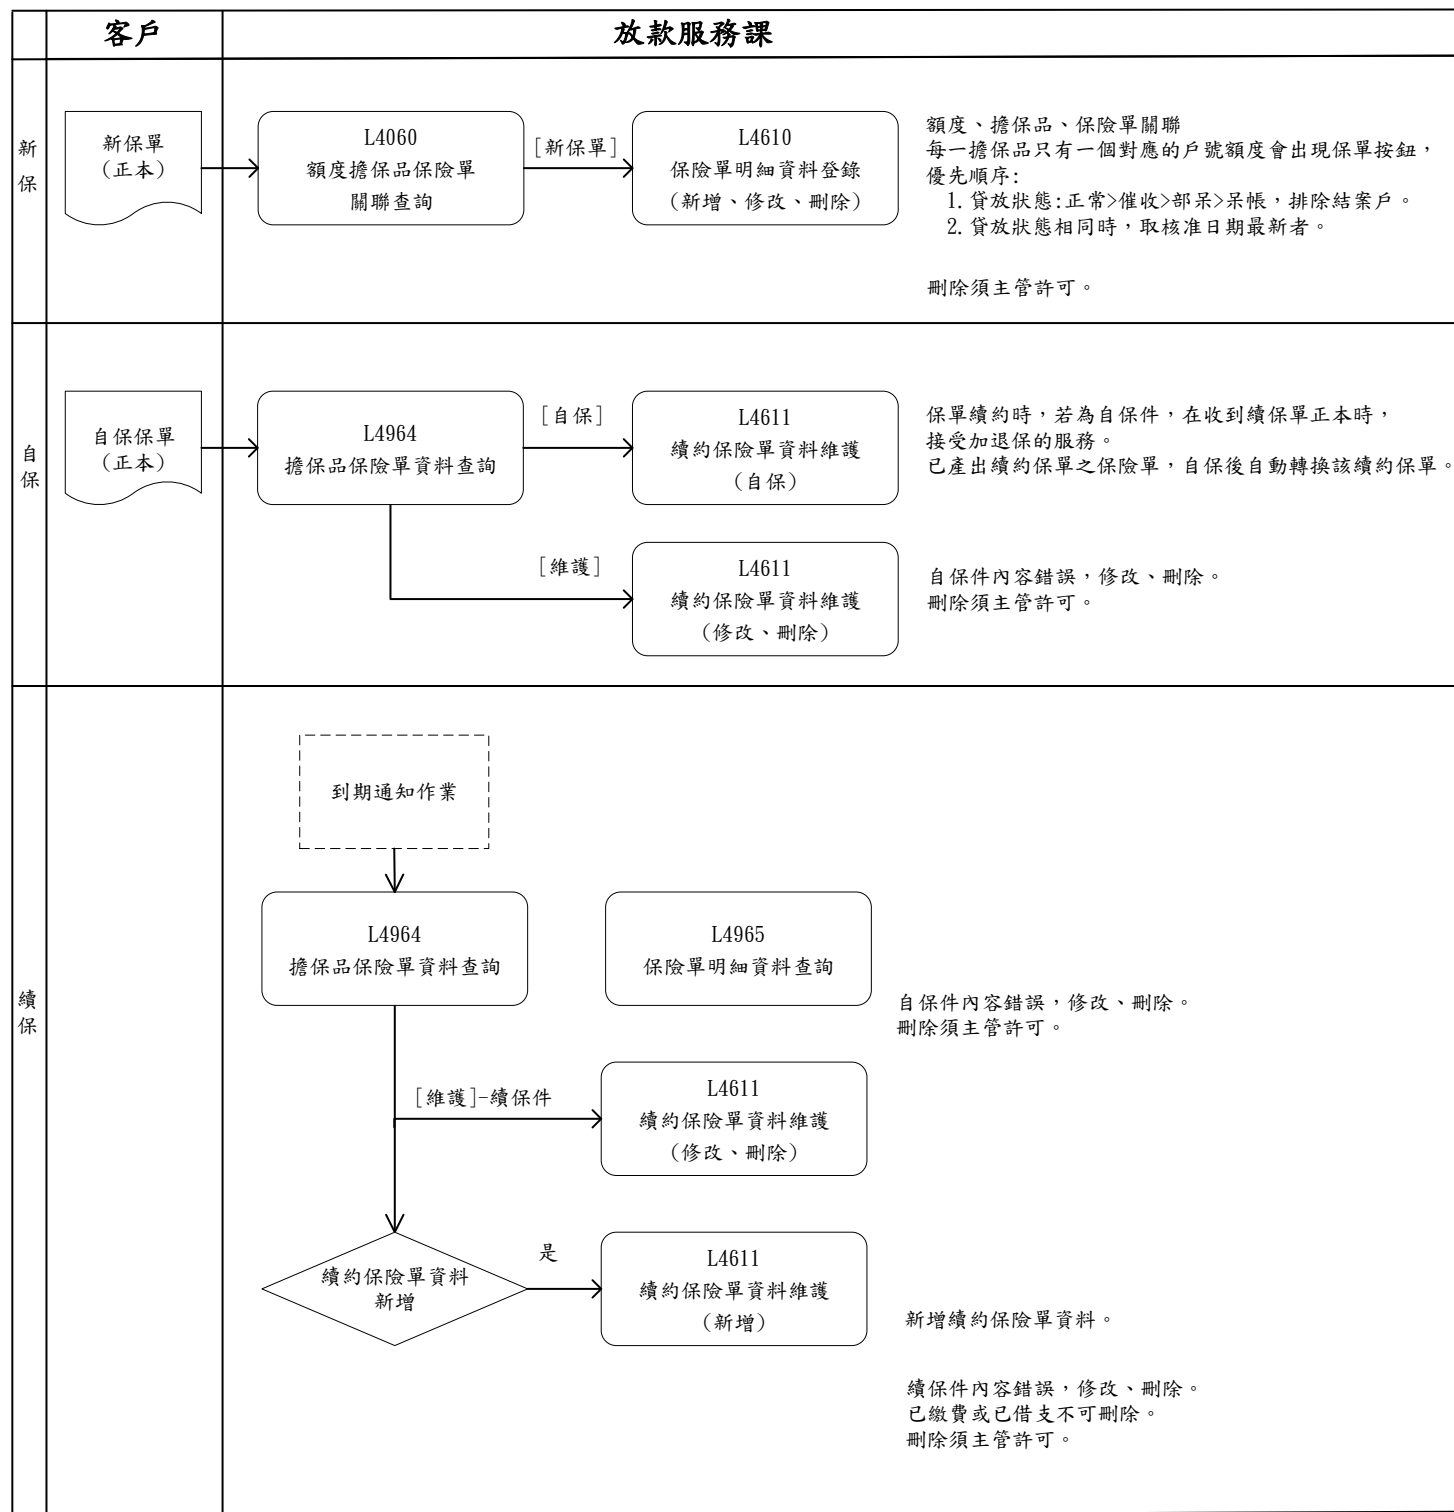 客戶
放款服務課
新
保
新保單
(正本)
L4060
額度擔保品保險單
關聯查詢
[新保單]
L4610
保險單明細資料登錄
(新增、修改、刪除)
額度、擔保品、保險單關聯
每一擔保品只有一個對應的戶號額度會出現保單按鈕，
優先順序:
1. 貸放狀態:正常>催收>部呆>呆帳，排除結案戶。
2. 貸放狀態相同時，取核准日期最新者。
刪除須主管許可。
自
保
自保保單
(正本)
L4964
擔保品保險單資料查詢
[自保]
L4611
續約保險單資料維護
(自保)
保單續約時，若為自保件，在收到續保單正本時，
接受加退保的服務。
已產出續約保單之保險單，自保後自動轉換該續約保單。
[維護]
L4611
續約保險單資料維護
(修改、刪除)
自保件內容錯誤，修改、刪除。
刪除須主管許可。
續
保
到期通知作業
L4964
擔保品保險單資料查詢
L4965
保險單明細資料查詢
自保件內容錯誤，修改、刪除。
刪除須主管許可。
[維護]-續保件
L4611
續約保險單資料維護
(修改、刪除)
續約保險單資料
新增
是
L4611
續約保險單資料維護
(新增)
新增續約保險單資料。
續保件內容錯誤，修改、刪除。
已繳費或已借支不可刪除。
刪除須主管許可。